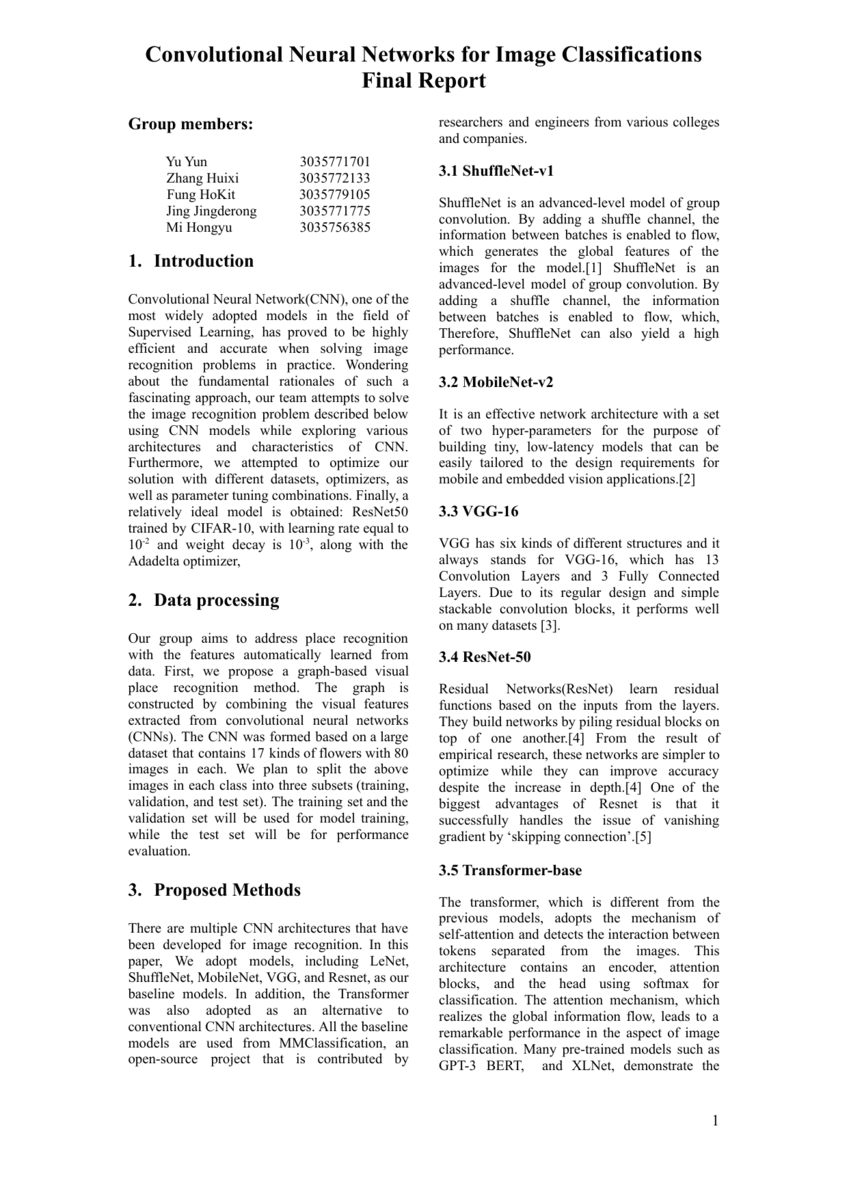 Convolutional Neural Networks for Image Classifications
Final Report
Group members:
Yu Yun 3035771701
Zhang Huixi 3035772133
Fung HoKit 3035779105
Jing Jingderong 3035771775
Mi Hongyu 3035756385
1. Introduction
Convolutional Neural Network(CNN), one of the
most widely adopted models in the field of
Supervised Learning, has proved to be highly
efficient and accurate when solving image
recognition problems in practice. Wondering
about the fundamental rationales of such a
fascinating approach, our team attempts to solve
the image recognition problem described below
using CNN models while exploring various
architectures and characteristics of CNN.
Furthermore, we attempted to optimize our
solution with different datasets, optimizers, as
well as parameter tuning combinations. Finally, a
relatively ideal model is obtained: ResNet50
trained by CIFAR-10, with learning rate equal to
10⁻² and weight decay is 10⁻³, along with the
Adadelta optimizer,
2. Data processing
Our group aims to address place recognition
with the features automatically learned from
data. First, we propose a graph-based visual
place recognition method. The graph is
constructed by combining the visual features
extracted from convolutional neural networks
(CNNs). The CNN was formed based on a large
dataset that contains 17 kinds of flowers with 80
images in each. We plan to split the above
images in each class into three subsets (training,
validation, and test set). The training set and the
validation set will be used for model training,
while the test set will be for performance
evaluation.
3. Proposed Methods
There are multiple CNN architectures that have
been developed for image recognition. In this
paper, We adopt models, including LeNet,
ShuffleNet, MobileNet, VGG, and Resnet, as our
baseline models. In addition, the Transformer
was also adopted as an alternative to
conventional CNN architectures. All the baseline
models are used from MMClassification, an
open-source project that is contributed by
researchers and engineers from various colleges
and companies.
3.1 ShuffleNet-v1
ShuffleNet is an advanced-level model of group
convolution. By adding a shuffle channel, the
information between batches is enabled to flow,
which generates the global features of the
images for the model.[1] ShuffleNet is an
advanced-level model of group convolution. By
adding a shuffle channel, the information
between batches is enabled to flow, which,
Therefore, ShuffleNet can also yield a high
performance.
3.2 MobileNet-v2
It is an effective network architecture with a set
of two hyper-parameters for the purpose of
building tiny, low-latency models that can be
easily tailored to the design requirements for
mobile and embedded vision applications.[2]
3.3 VGG-16
VGG has six kinds of different structures and it
always stands for VGG-16, which has 13
Convolution Layers and 3 Fully Connected
Layers. Due to its regular design and simple
stackable convolution blocks, it performs well
on many datasets [3].
3.4 ResNet-50
Residual Networks(ResNet) learn residual
functions based on the inputs from the layers.
They build networks by piling residual blocks on
top of one another.[4] From the result of
empirical research, these networks are simpler to
optimize while they can improve accuracy
despite the increase in depth.[4] One of the
biggest advantages of Resnet is that it
successfully handles the issue of vanishing
gradient by ‘skipping connection’.[5]
3.5 Transformer-base
The transformer, which is different from the
previous models, adopts the mechanism of
self-attention and detects the interaction between
tokens separated from the images. This
architecture contains an encoder, attention
blocks, and the head using softmax for
classification. The attention mechanism, which
realizes the global information flow, leads to a
remarkable performance in the aspect of image
classification. Many pre-trained models such as
GPT-3 BERT, and XLNet, demonstrate the
1